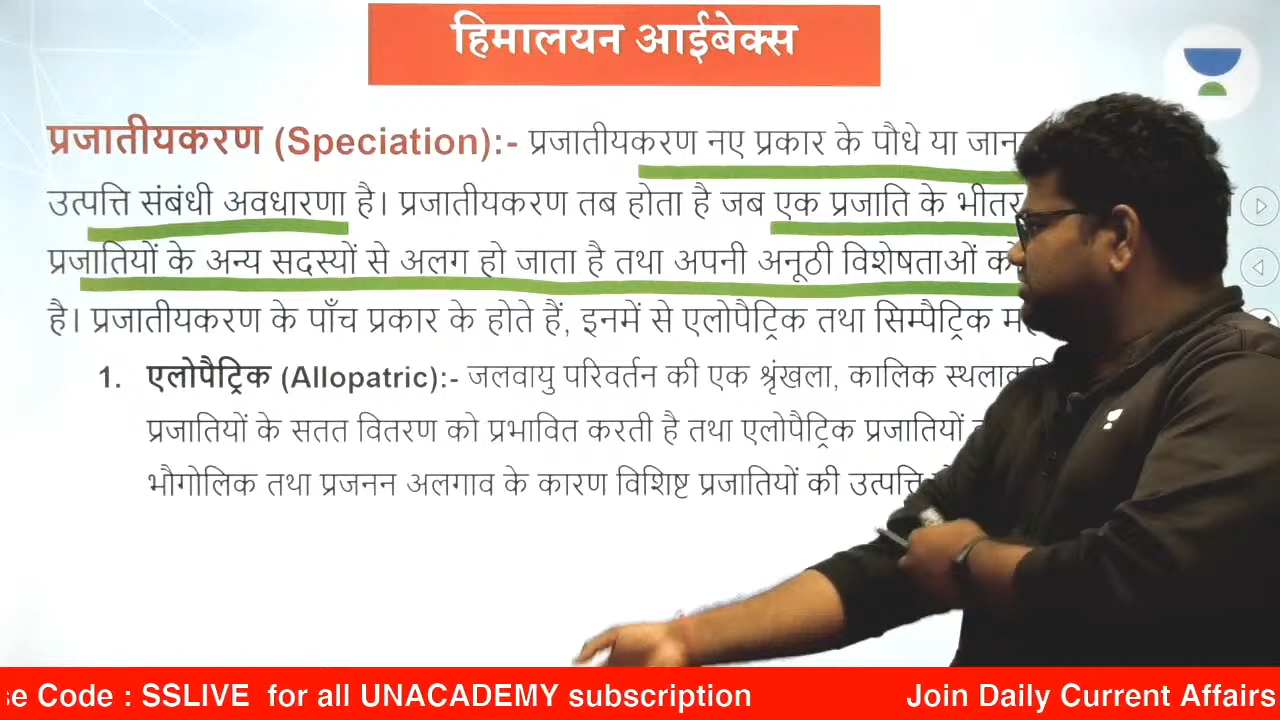 हिमालयन आईबेक्स
प्रजातीयकरण (Speciation):- प्रजातीयकरण नए प्रकार के पौधे या
उत्पत्ति संबंधी अवधारणा है। प्रजातीयकरण तब होता है जब एक प्रजाति के भीतर
प्रजातियों के अन्य सदस्यों से अलग हो जाता है तथा अपनी अनूठी विशेषताओं को
है। प्रजातीयकरण के पाँच प्रकार के होते हैं, इनमें से एलोपैट्रिक तथा सिम्पैट्रिक
1. एलोपैट्रिक (Allopatric):- जलवायु परिवर्तन की एक श्रृंखला, कालिक
प्रजातियों के सतत वितरण को प्रभावित करती है तथा एलोपैट्रिक प्रजातियों
भौगोलिक तथा प्रजनन अलगाव के कारण विशिष्ट प्रजातियों की उत्पत्ति
se Code : SSLIVE for all UNACADEMY subscription Join Daily Current Affairs